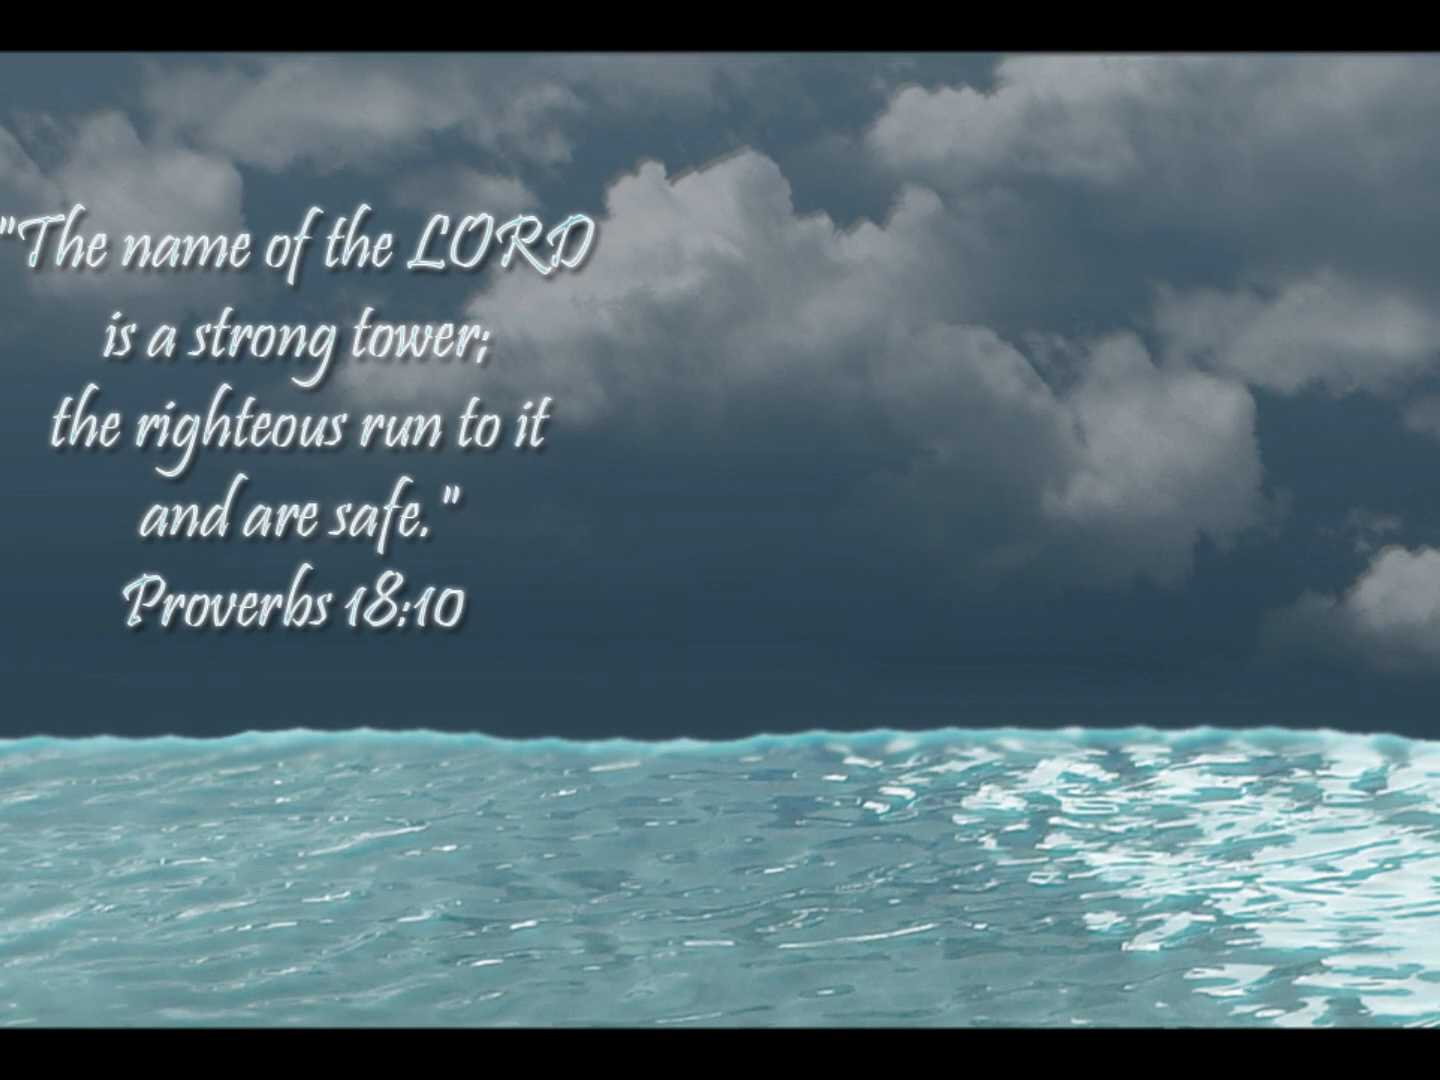 "The name of the LORD
is a strong tower;
the righteous run to it
and are safe."
Proverbs 18:10